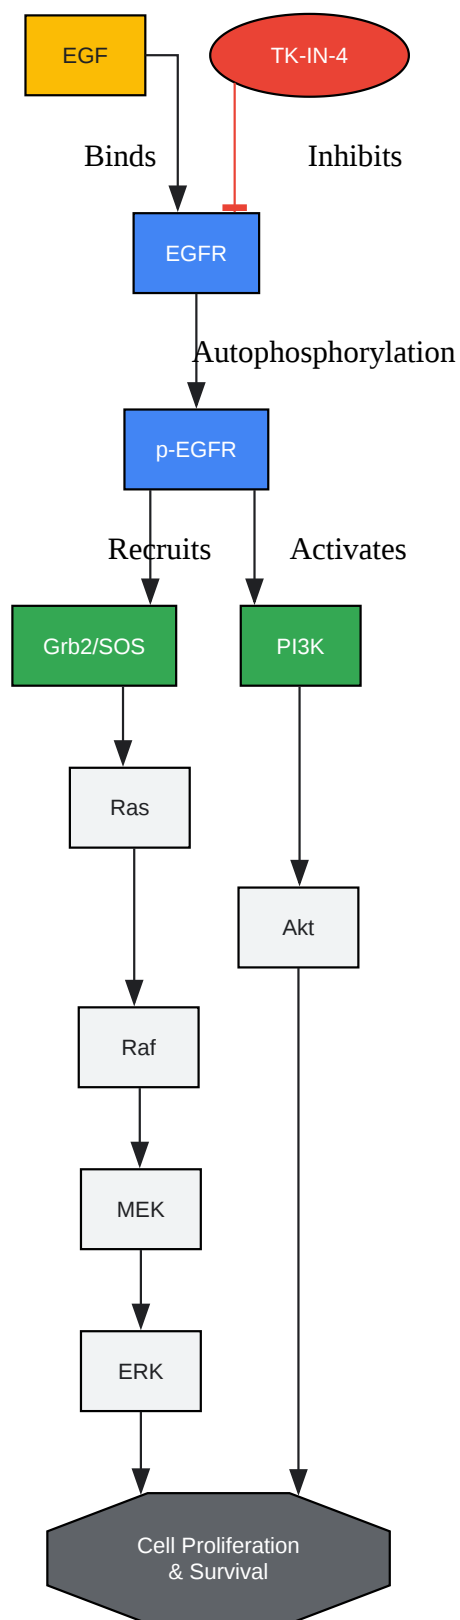 EGF
TK-IN-4
Binds
Inhibits
EGFR
Autophosphorylation
p-EGFR
Recruits
Activates
Grb2/SOS
PI3K
Ras
Akt
Raf
MEK
ERK
Cell Proliferation
& Survival